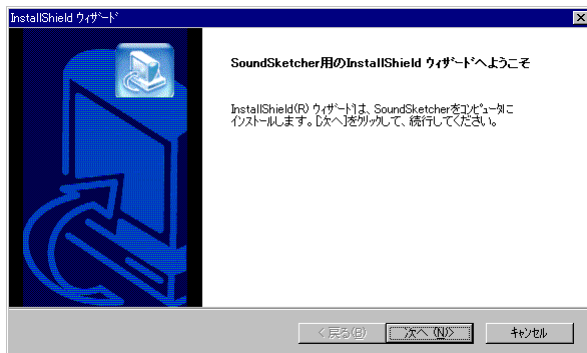 InstallShield ウィザード
SoundSketcher用のInstallShield ウィザードへようこそ
InstallShield(R) ウィザードは、SoundSketcherをコンピュータに
インストールします。[次へ]をクリックして、続行してください。
< 戻る(B)
次へ (N)>
キャンセル